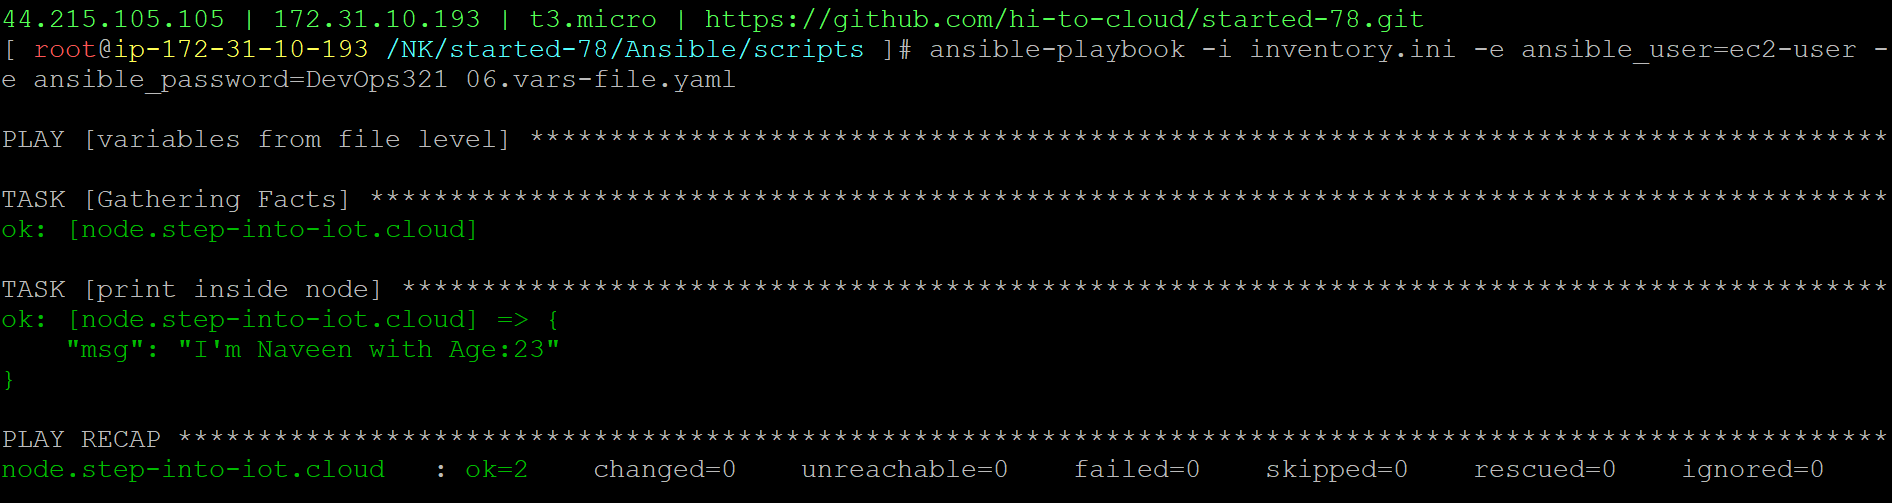 44.215.105.105 | 172.31.10.193 | t3.micro | https://github.com/hi-to-cloud/started-78.git
[ root@ip-172-31-10-193 /NK/started-78/Ansible/scripts ]# ansible-playbook -i inventory.ini -e ansible_user=ec2-user -
e ansible_password=DevOps321 06.vars-file.yaml

PLAY [variables from file level] *************************************************************************************

TASK [Gathering Facts] ***********************************************************************************************
ok: [node.step-into-iot.cloud]

TASK [print inside node] *********************************************************************************************
ok: [node.step-into-iot.cloud] => {
    "msg": "I'm Naveen with Age:23"
}

PLAY RECAP ***********************************************************************************************************
node.step-into-iot.cloud   : ok=2    changed=0    unreachable=0    failed=0    skipped=0    rescued=0    ignored=0